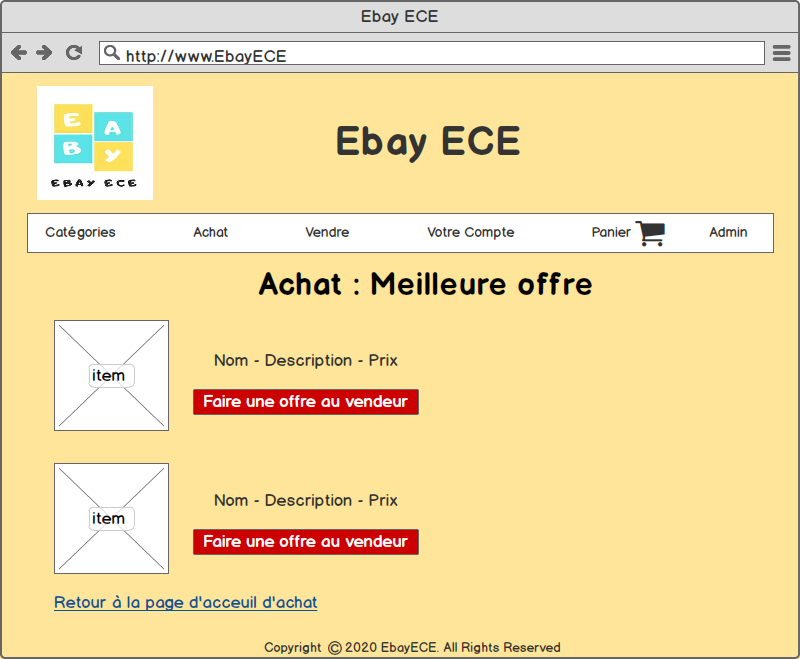 Ebay ECE
http://www.EbayECE
E
A
B
Y
EBAY ECE
Ebay ECE
Catégories Achat Vendre Votre Compte Panier Admin
Achat : Meilleure offre
item
Nom - Description - Prix
Faire une offre au vendeur
item
Nom - Description - Prix
Faire une offre au vendeur
Retour à la page d'acceuil d'achat
Copyright © 2020 EbayECE. All Rights Reserved